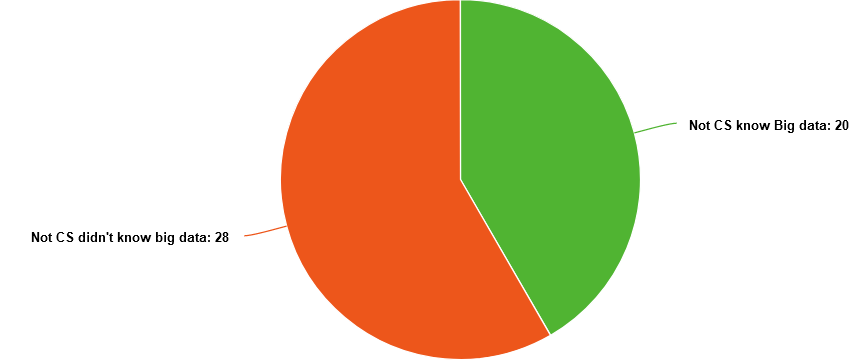 Not CS know Big data: 20
Not CS didn't know big data: 28